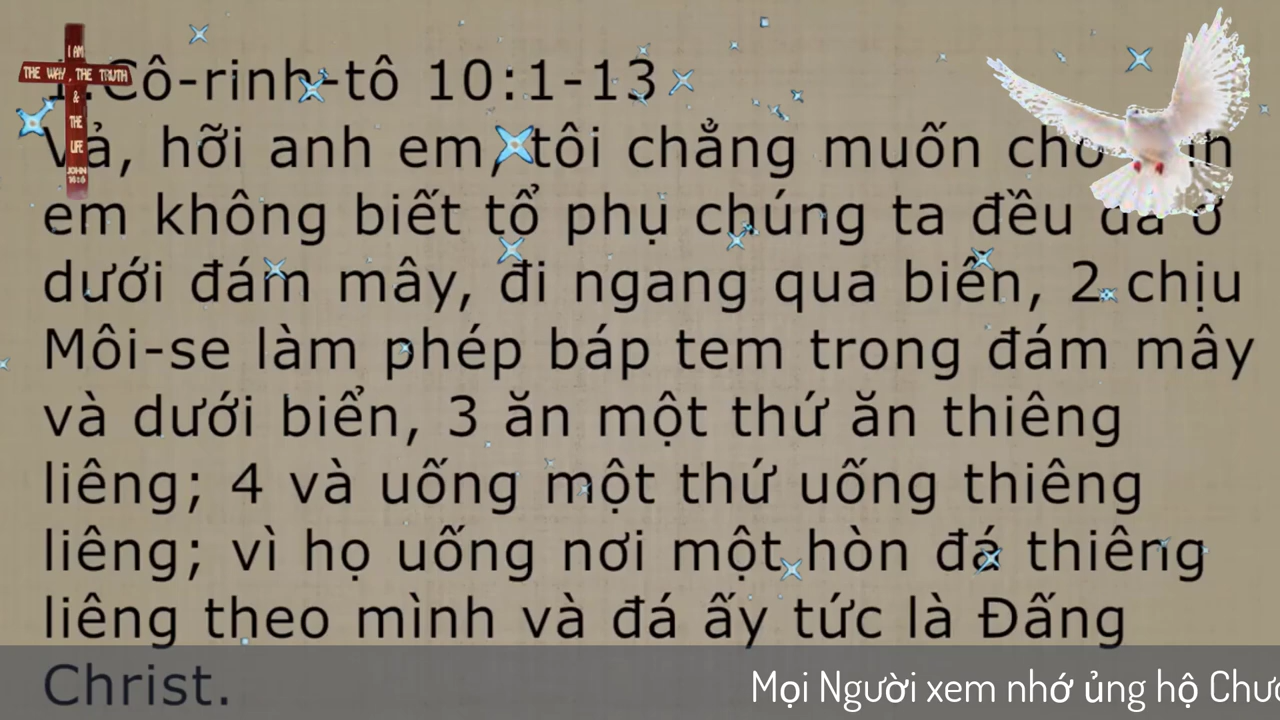 I AM
THE WAY, THE TRUTH
&
THE
LIFE
JOHN
14:6
1.Cô-rinh-tô 10:1-13
Vả, hỡi anh em, tôi chẳng muốn cho
em không biết tổ phụ chúng ta đều đã ở
dưới đám mây, đi ngang qua biển, 2 chịu
Môi-se làm phép báp tem trong đám mây
và dưới biển, 3 ăn một thứ ăn thiêng
liêng; 4 và uống một thứ uống thiêng
liêng; vì họ uống nơi một hòn đá thiêng
liêng theo mình và đá ấy tức là Đấng
Christ.
Mọi Người xem nhớ ủng hộ